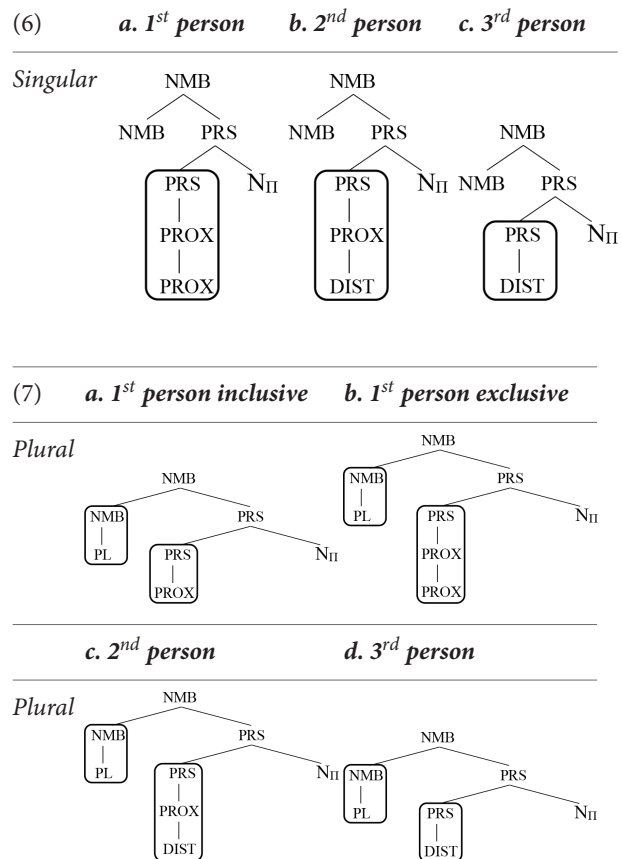 (6) a. 1st person b. 2nd person c. 3rd person
Singular
NMB NMB
NMB PRS NMB PRS NMB
PRS NΠ PRS NΠ NMB PRS
PROX PROX PRS NΠ
PROX DIST DIST
(7) a. 1st person inclusive b. 1st person exclusive
Plural
NMB
NMB NMB PRS
NMB PRS PL PRS NΠ
PL PRS NΠ PROX
PROX PROX
c. 2nd person d. 3rd person
Plural
NMB
NMB PRS NMB
PL PRS NΠ NMB PRS
PROX PL PRS NΠ
DIST DIST